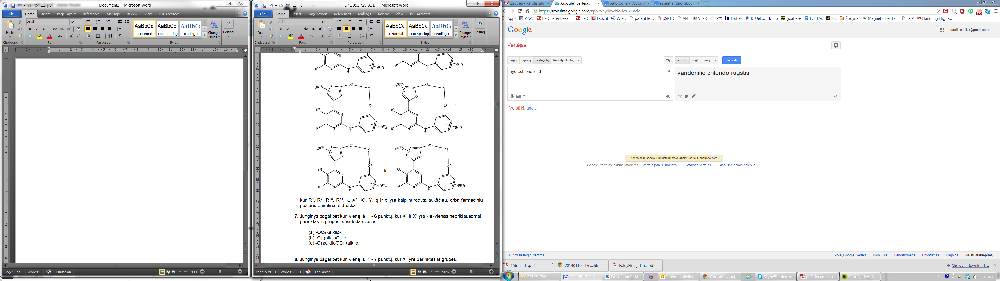 Document2 - Microsoft Word
File Home Insert Page Layout References Mailings Review View PDF Architect
Arial 12
Paste
AaBbCcI AaBbCcI AaBbCc
¶ Normal ¶ No Spacing Heading 1
Change Styles
Editing
Clipboard Font Paragraph Styles
Page: 1 of 1 Words: 0 Lithuanian 90%
EP 1 951 729 B1 LT - Microsoft Word
File Home Insert Page Layout References Mailings Review View PDF Architect
Arial 12
Paste
AaBbCcI AaBbCcI AaBbCc
¶ Normal ¶ No Spacing Heading 1
Change Styles
Editing
Clipboard Font Paragraph Styles
R¹ N N H (R¹¹)o R¹ N N H (R¹¹)o
q(R¹⁰) S X¹ Y X² R² N R¹ N N H (R¹¹)o
q(R¹⁰) O X¹ Y X² R² N R¹ N N H (R¹¹)o
q(R¹⁰) O X¹ Y X² R² N R¹ N N H (R¹¹)o
ir
q(R¹⁰) O X¹ Y X² R² N R¹ N N H (R¹¹)o
kur R¹, R², R¹⁰, R¹¹, k, X¹, X², Y, q ir o yra kaip nurodyta aukščiau, arba farmaciniu
požiūriu priimtina jo druska.
7. Junginys pagal bet kurį vieną iš 1 - 6 punktų, kur X¹ ir X² yra kiekvienas nepriklausomai
parinktas iš grupės, susidedančios iš:
(a) -OC₁₋₅alkilo-,
(b) -C₁₋₅alkiloO-, ir
(c) -C₁₋₅alkiloOC₁₋₅alkilo.
8. Junginys pagal bet kurį vieną iš 1 - 7 punktų, kur X¹ yra parinktas iš grupės,
Page: 5 of 18 Words: 2.319 Lithuanian 90%
Gautieji - karolis.silei „Google“ vertėjas patologija - „Google essential thrombocyt
https://translate.google.com/#pt/lt/hydrochloric%20acid
Apps AAA EPO patent exa... EPO EPO Espcnt WIPO patent lens USPTO VPB VLKK IP® Forbes KTUel.p. Eb goabase LOFTAs SCI Žodynai Magnetic field -... JPIP Handling High-...
Google
karolis.sileika@gmail.com
Vertėjas
anglų japonų portugalų Nustatyti kalbą
lietuvių anglų rusų Išversti
hydrochloric acid
vandenilio chlorido rūgštis
Versti iš: anglų
Please help Google Translate improve quality for your language here.
„Google“ vertėjas, skirtas įmonėms: Vertėjo įrankių rinkinys Svetainės vertėjas Pasaulinė rinkos paieška
Išjungti tiesioginį vertimą
Apie „Google“ vertėją Mobilusis Bendruomenė Privatumas Pagalba Siųsti atsiliepimą
156_lt_LTL.pdf 20140110 - De....htm FoleyHoag_Tra....pdf
Show all downloads...
EP1951729 - EP 1 951 729 B1... Document2 - M... Inbox - k.sileika... „Google“ vertėj... Skype™ - degras pdf-document (... Spotify - Léo D...
LT 15:40